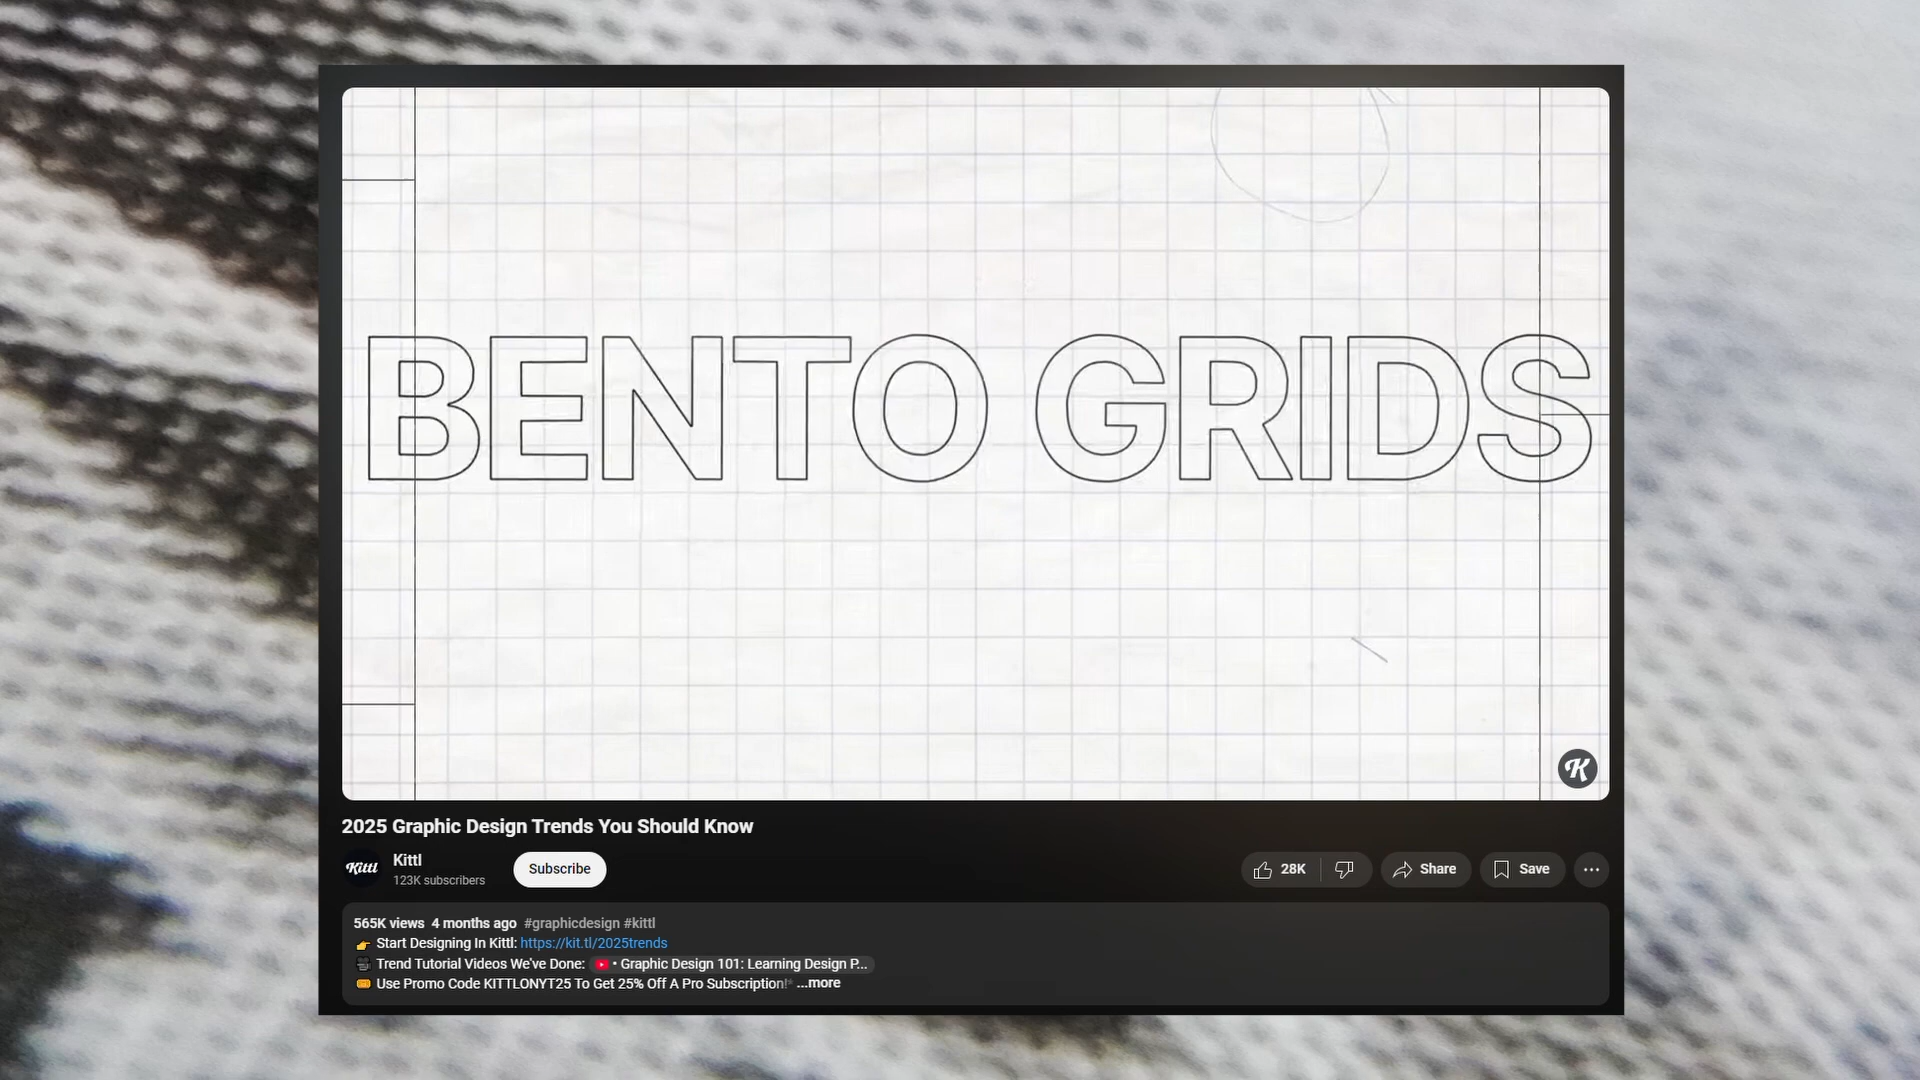 BENTO GRIDS
K
2025 Graphic Design Trends You Should Know
Kittl
Kittl
123K subscribers
Subscribe
28K
Share
Save
565K views 4 months ago #graphicdesign #kittl
Start Designing In Kittl: https://kit.tl/2025trends
Trend Tutorial Videos We've Done: • Graphic Design 101: Learning Design P...
Use Promo Code KITTLONYT25 To Get 25% Off A Pro Subscription!* ...more